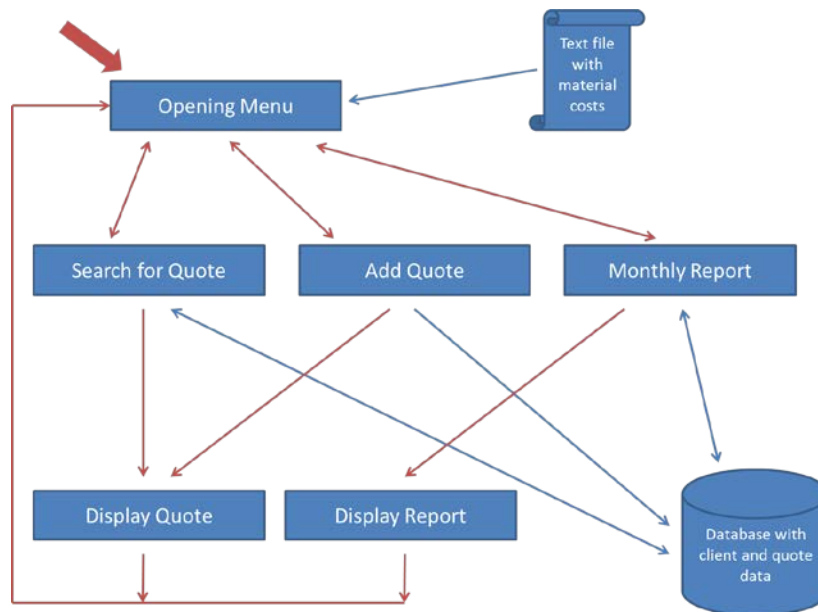 Text file
with
material
costs
Opening Menu
Search for Quote
Add Quote
Monthly Report
Display Quote
Display Report
Database with
client and quote
data